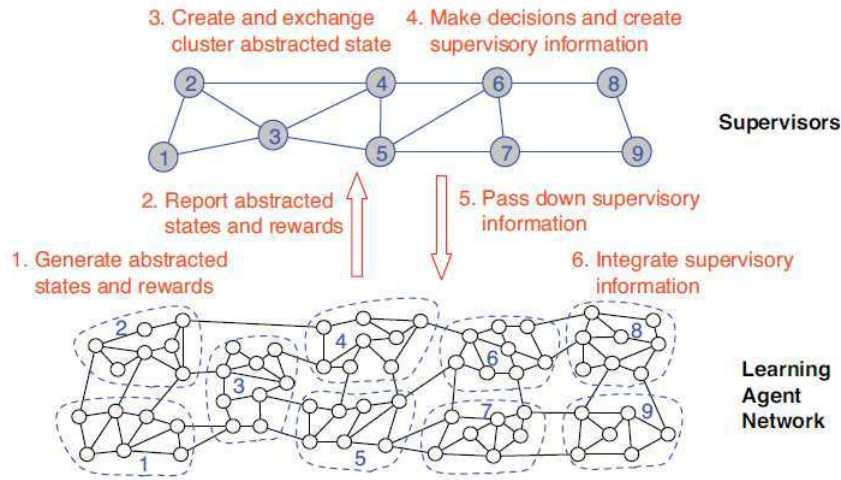 3. Create and exchange
cluster abstracted state
4. Make decisions and create
supervisory information
2
4
6
8
3
1
5
7
9
Supervisors
2. Report abstracted
states and rewards
5. Pass down supervisory
information
1. Generate abstracted
states and rewards
6. Integrate supervisory
information
2
4
6
8
3
1
5
7
9
Learning
Agent
Network